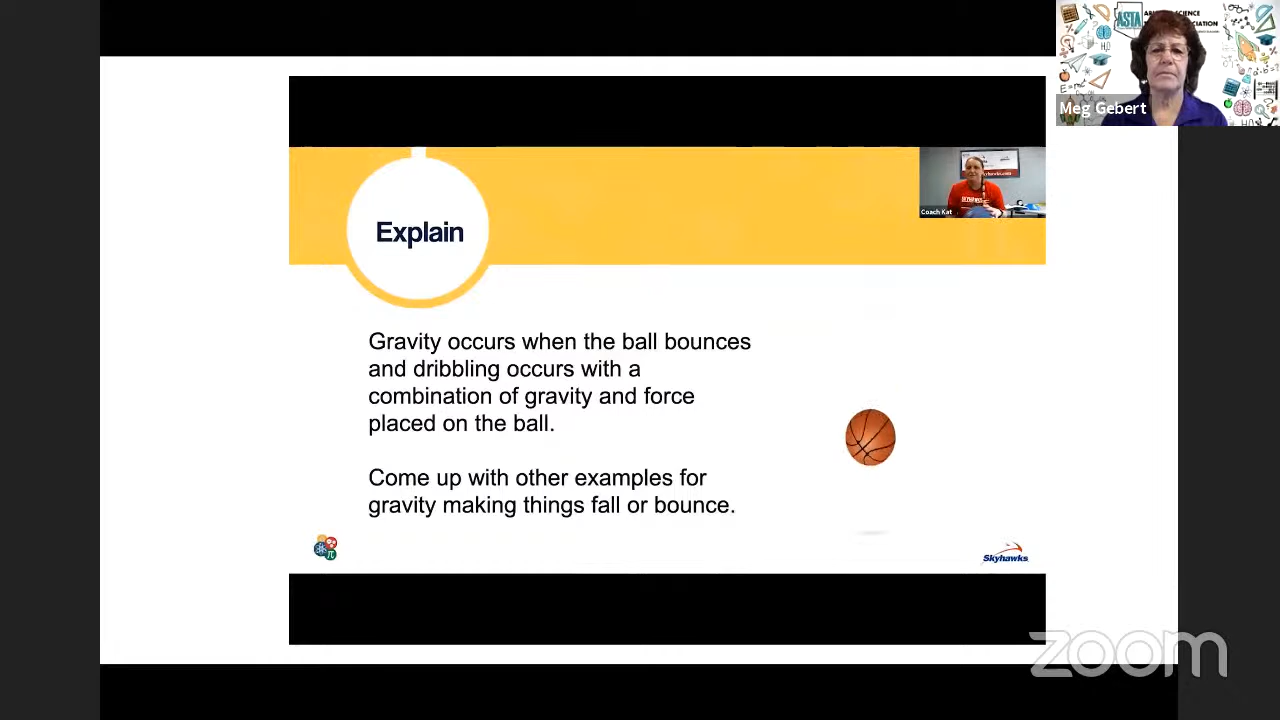 ASTA
Meg Gebert
Coach Kat
Explain
Gravity occurs when the ball bounces
and dribbling occurs with a
combination of gravity and force
placed on the ball.
Come up with other examples for
gravity making things fall or bounce.
π
Skyhawks
zoom